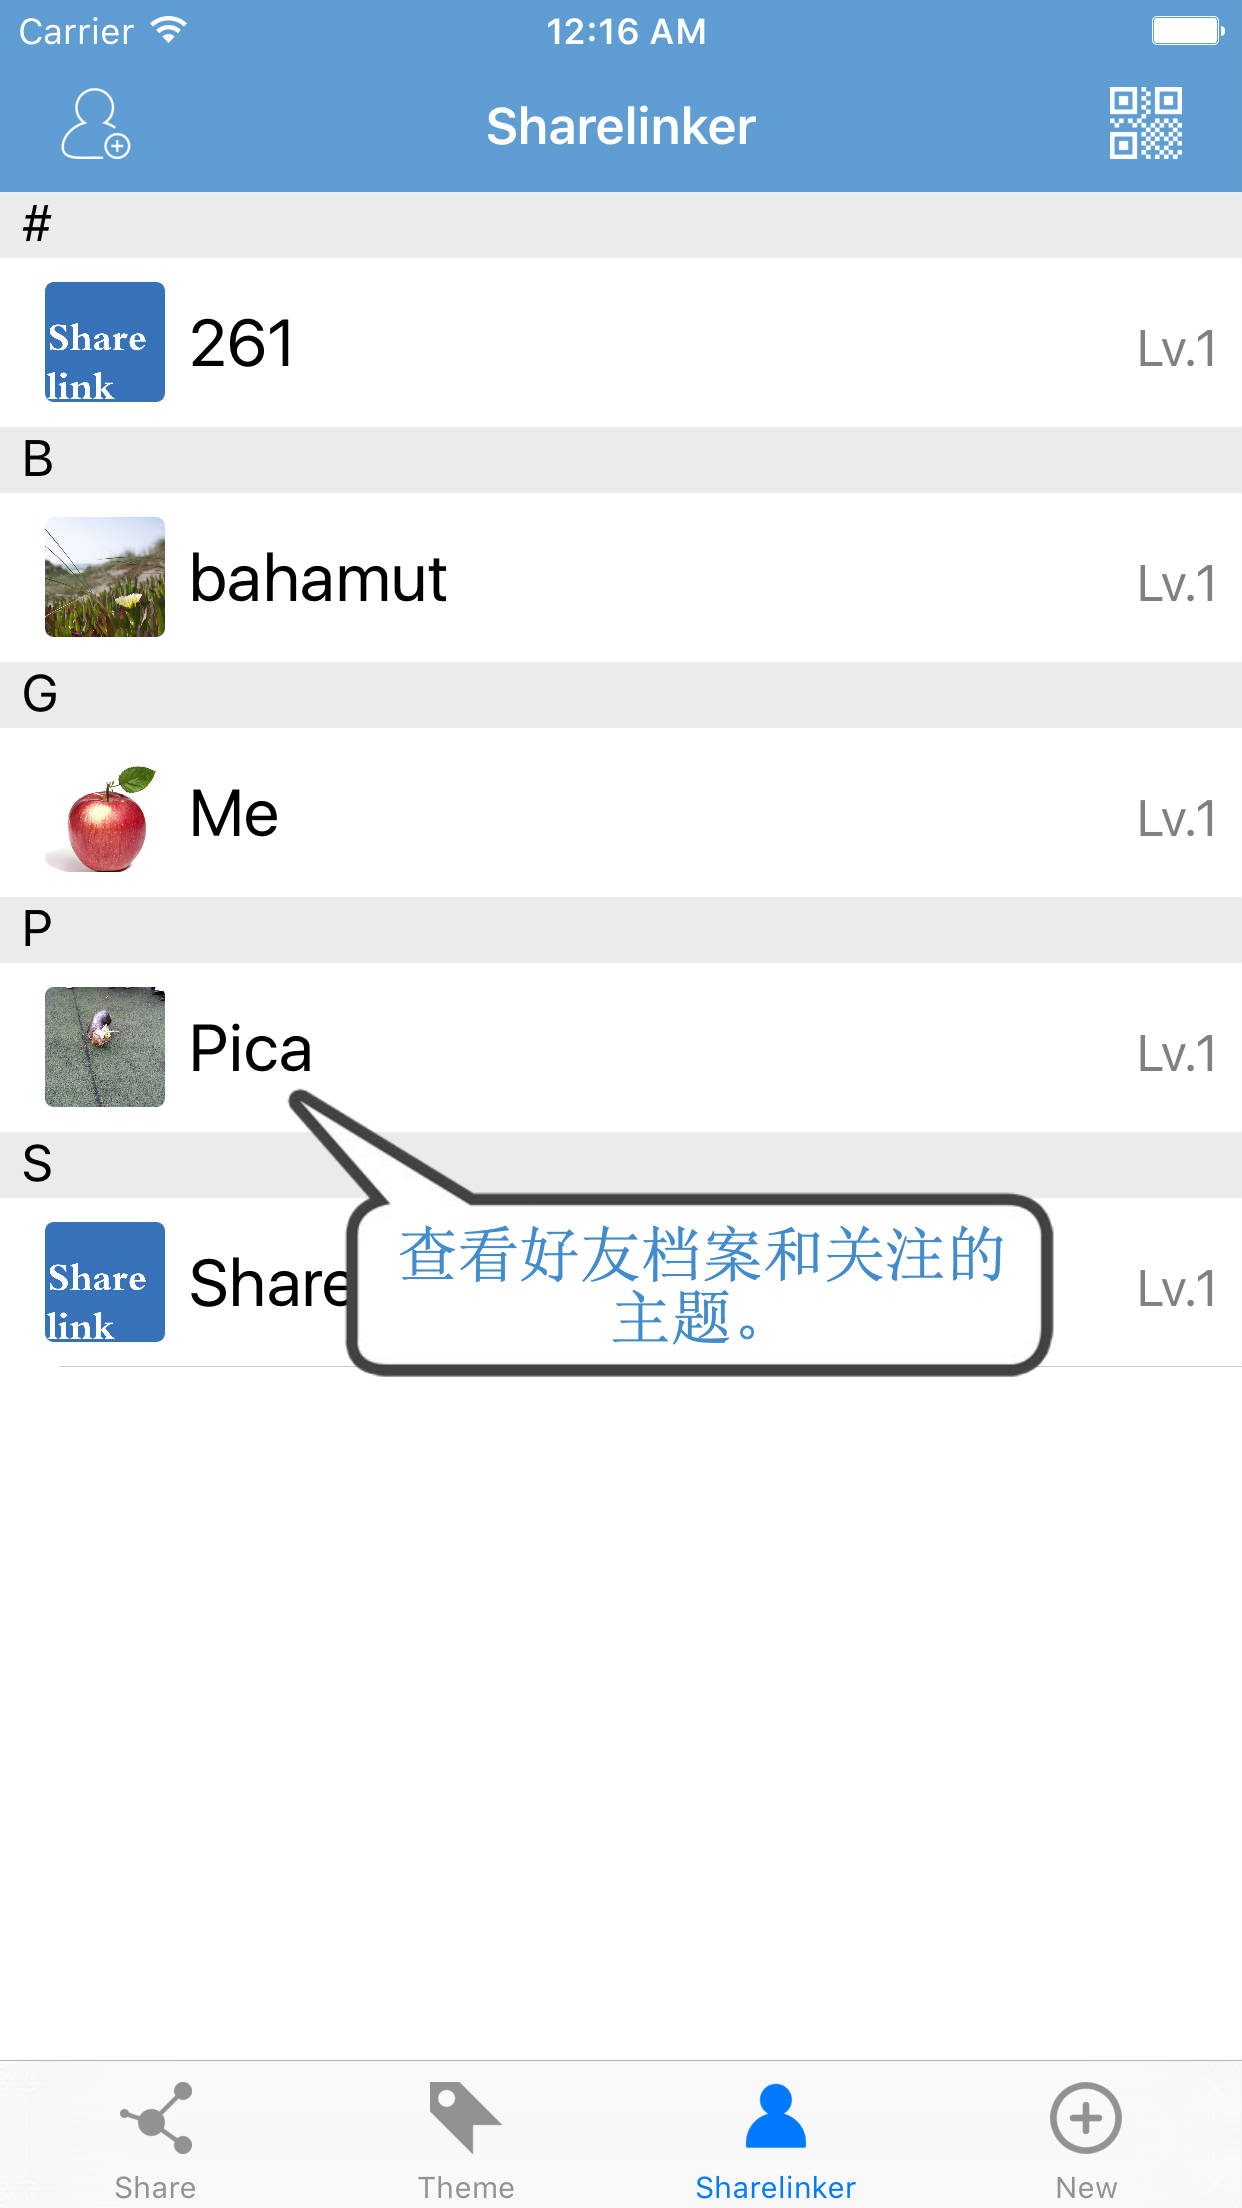 Carrier 12:16 AM
Sharelinker
#
Share
link
261 Lv.1
B
bahamut Lv.1
G
Me Lv.1
P
Pica Lv.1
S
Share
link
Share Lv.1
查看好友档案和关注的
主题。
Share Theme Sharelinker New